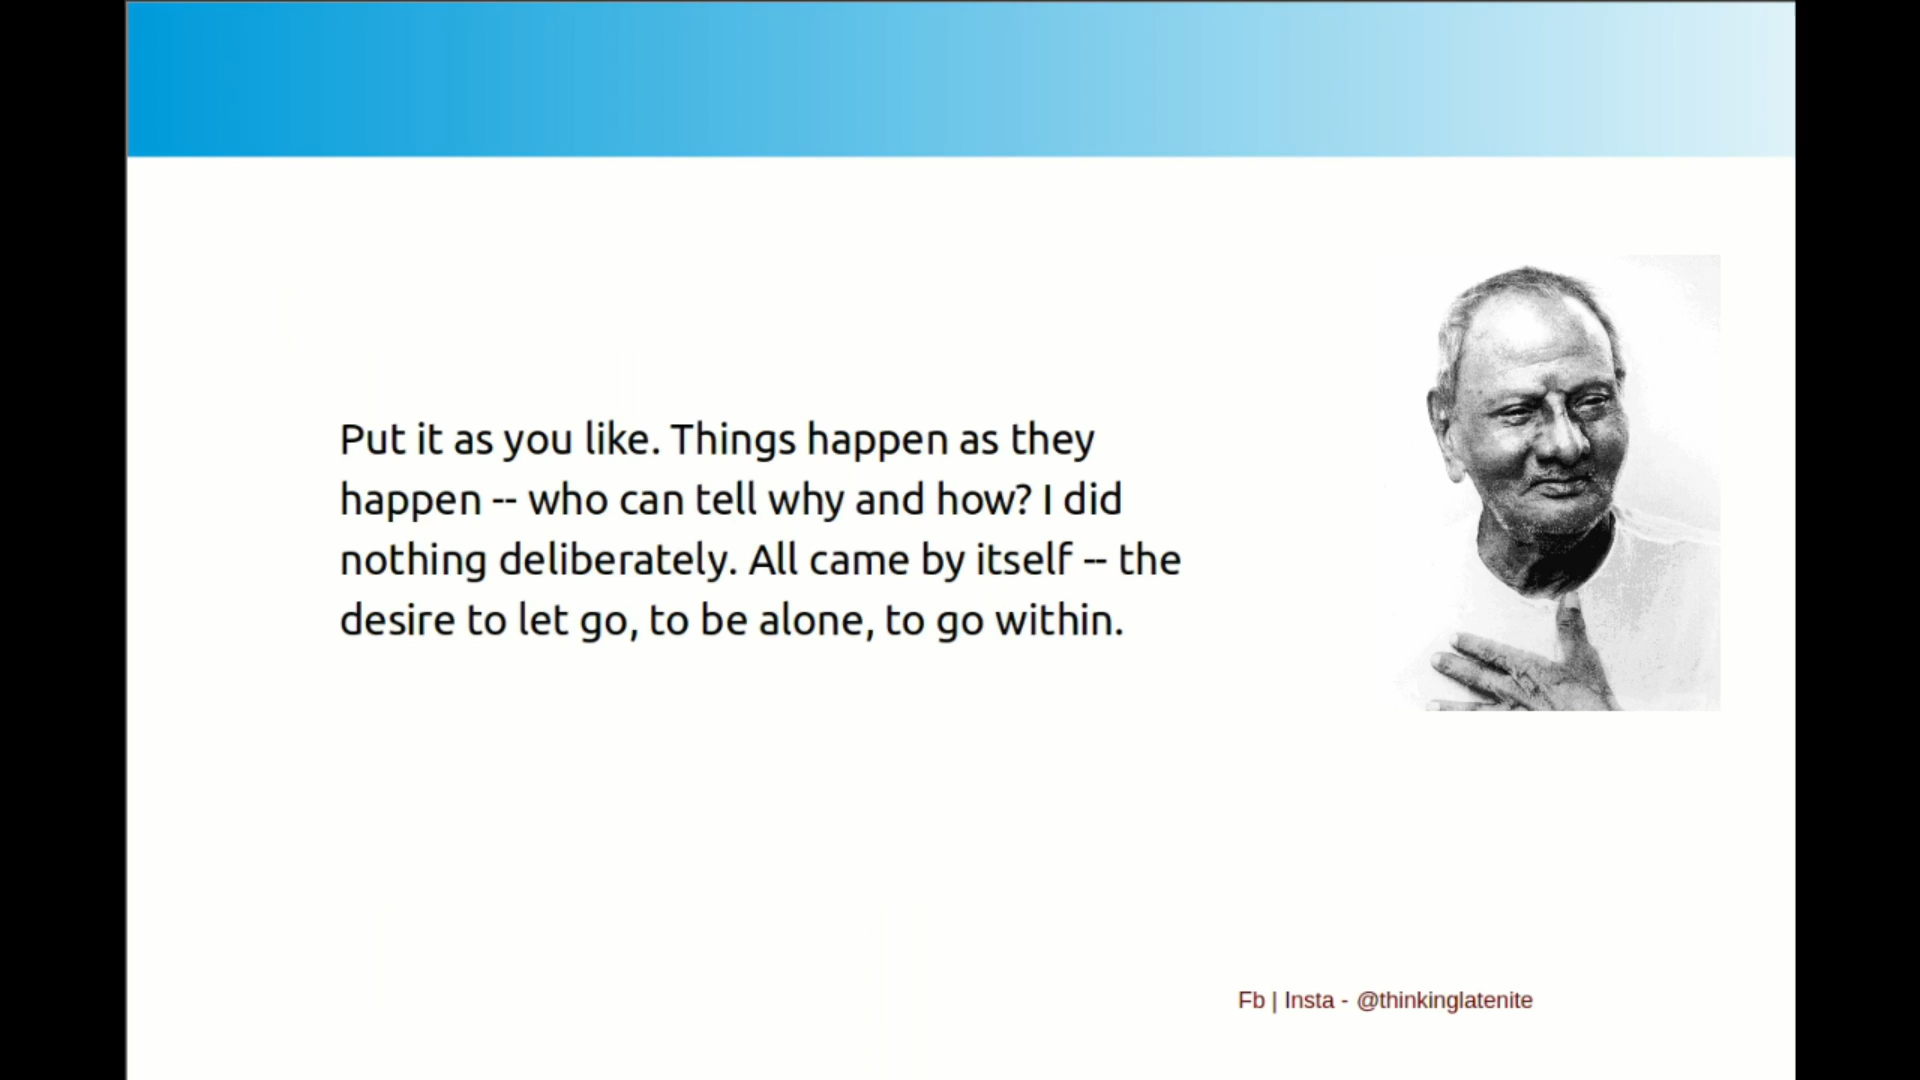 Put it as you like. Things happen as they
happen -- who can tell why and how? I did
nothing deliberately. All came by itself -- the
desire to let go, to be alone, to go within.
Fb | Insta - @thinkinglatenite